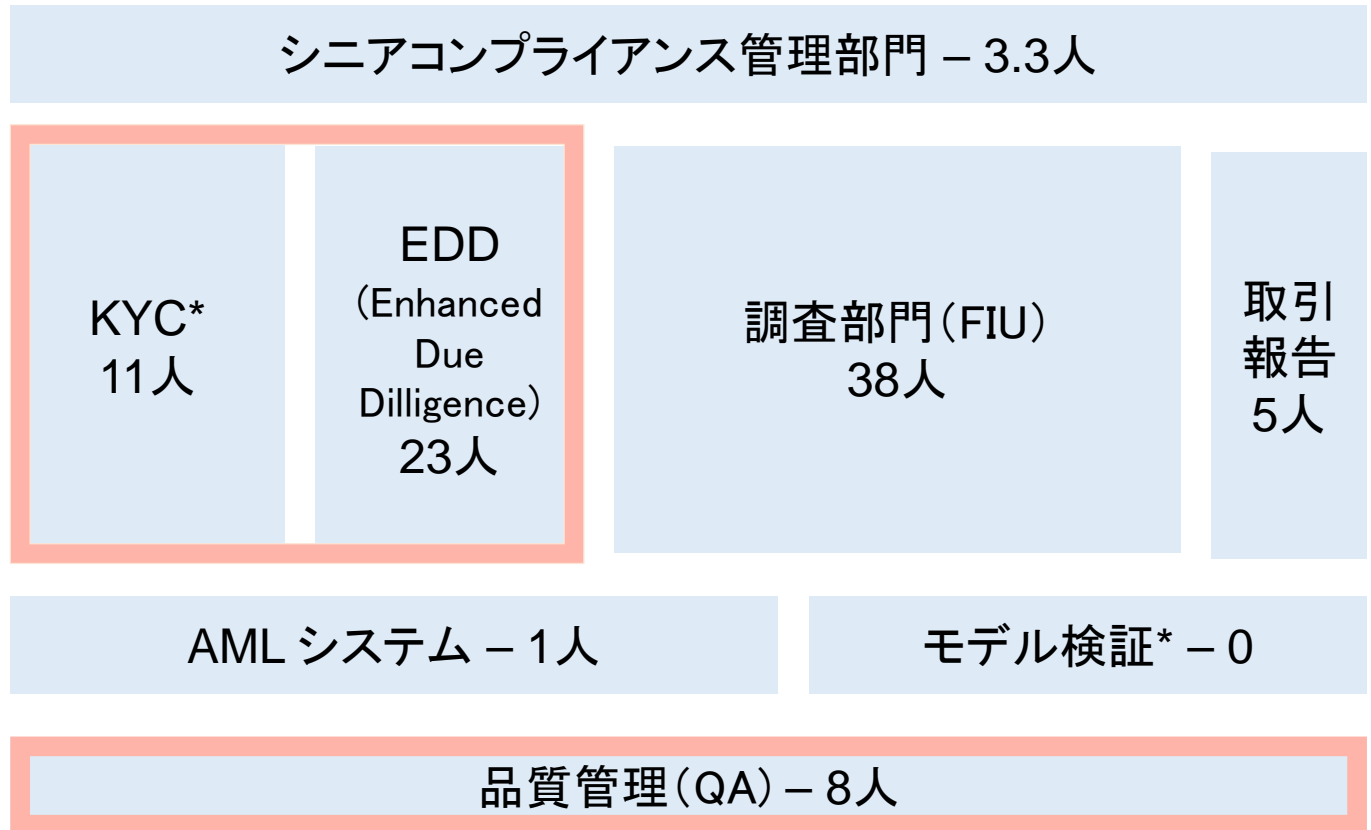 シニアコンプライアンス管理部門 – 3.3人
KYC*
11人
EDD
（Enhanced
Due
Dilligence）
23人
調査部門（FIU）
38人
取引
報告
5人
AML システム – 1人
モデル検証* – 0
品質管理（QA） – 8人